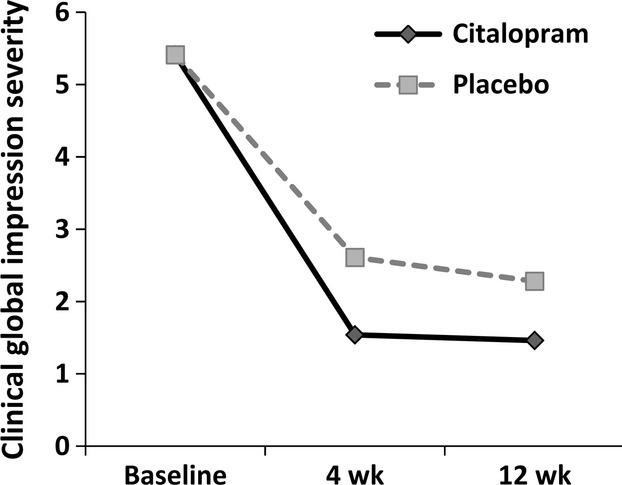 Clinical global impression severity
6
5
4
3
2
1
0
Citalopram
Placebo
Baseline
4 wk
12 wk